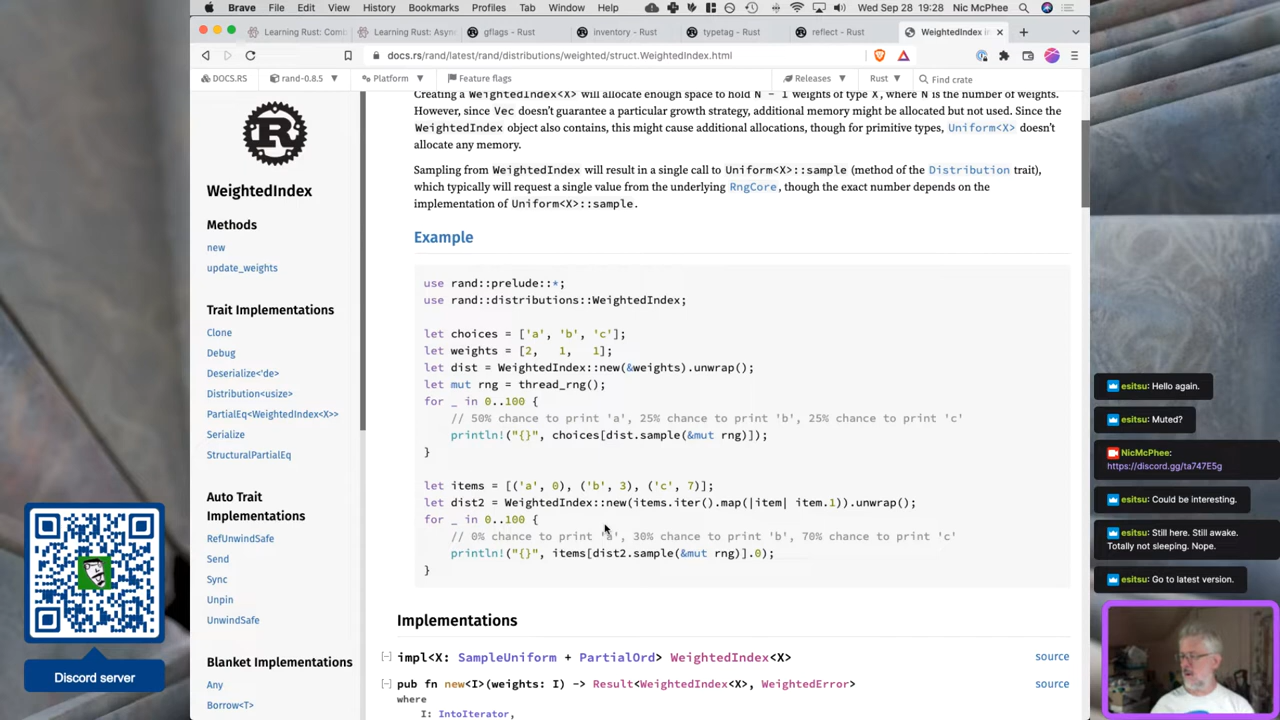 Brave File Edit View History Bookmarks Profiles Tab Window Help Wed Sep 28 19:28 Nic McPhee
Learning Rust: Comb
Learning Rust: Asyn
gflags - Rust
inventory - Rust
typetag - Rust
reflect - Rust
WeightedIndex in
docs.rs/rand/latest/rand/distributions/weighted/struct.WeightedIndex.html
DOCS.RS rand-0.8.5 Platform Feature flags Releases Rust Find crate
WeightedIndex
Methods
new
update_weights
Trait Implementations
Clone
Debug
Deserialize<'de>
Distribution<usize>
PartialEq<WeightedIndex<X>>
Serialize
StructuralPartialEq
Auto Trait
Implementations
RefUnwindSafe
Send
Sync
Unpin
UnwindSafe
Blanket Implementations
Any
Borrow<T>
Creating a WeightedIndex<X> will allocate enough space to hold N - 1 weights of type X, where N is the number of weights.
However, since Vec doesn't guarantee a particular growth strategy, additional memory might be allocated but not used. Since the
WeightedIndex object also contains, this might cause additional allocations, though for primitive types, Uniform<X> doesn't
allocate any memory.
Sampling from WeightedIndex will result in a single call to Uniform<X>::sample (method of the Distribution trait),
which typically will request a single value from the underlying RngCore, though the exact number depends on the
implementation of Uniform<X>::sample.
Example
use rand::prelude::*;
use rand::distributions::WeightedIndex;
let choices = ['a', 'b', 'c'];
let weights = [2,   1,   1];
let dist = WeightedIndex::new(&weights).unwrap();
let mut rng = thread_rng();
for _ in 0..100 {
// 50% chance to print 'a', 25% chance to print 'b', 25% chance to print 'c'
println!("{}", choices[dist.sample(&mut rng)]);
}
let items = [('a', 0), ('b', 3), ('c', 7)];
let dist2 = WeightedIndex::new(items.iter().map(|item| item.1)).unwrap();
for _ in 0..100 {
// 0% chance to print 'a', 30% chance to print 'b', 70% chance to print 'c'
println!("{}", items[dist2.sample(&mut rng)].0);
}
Implementations
[-] impl<X: SampleUniform + PartialOrd> WeightedIndex<X> source
[-] pub fn new<I>(weights: I) -> Result<WeightedIndex<X>, WeightedError> source
where
I: IntoIterator,
esitsu: Hello again.
esitsu: Muted?
NicMcPhee:
https://discord.gg/ta747E5g
esitsu: Could be interesting.
esitsu: Still here. Still awake.
Totally not sleeping. Nope.
esitsu: Go to latest version.
Discord server